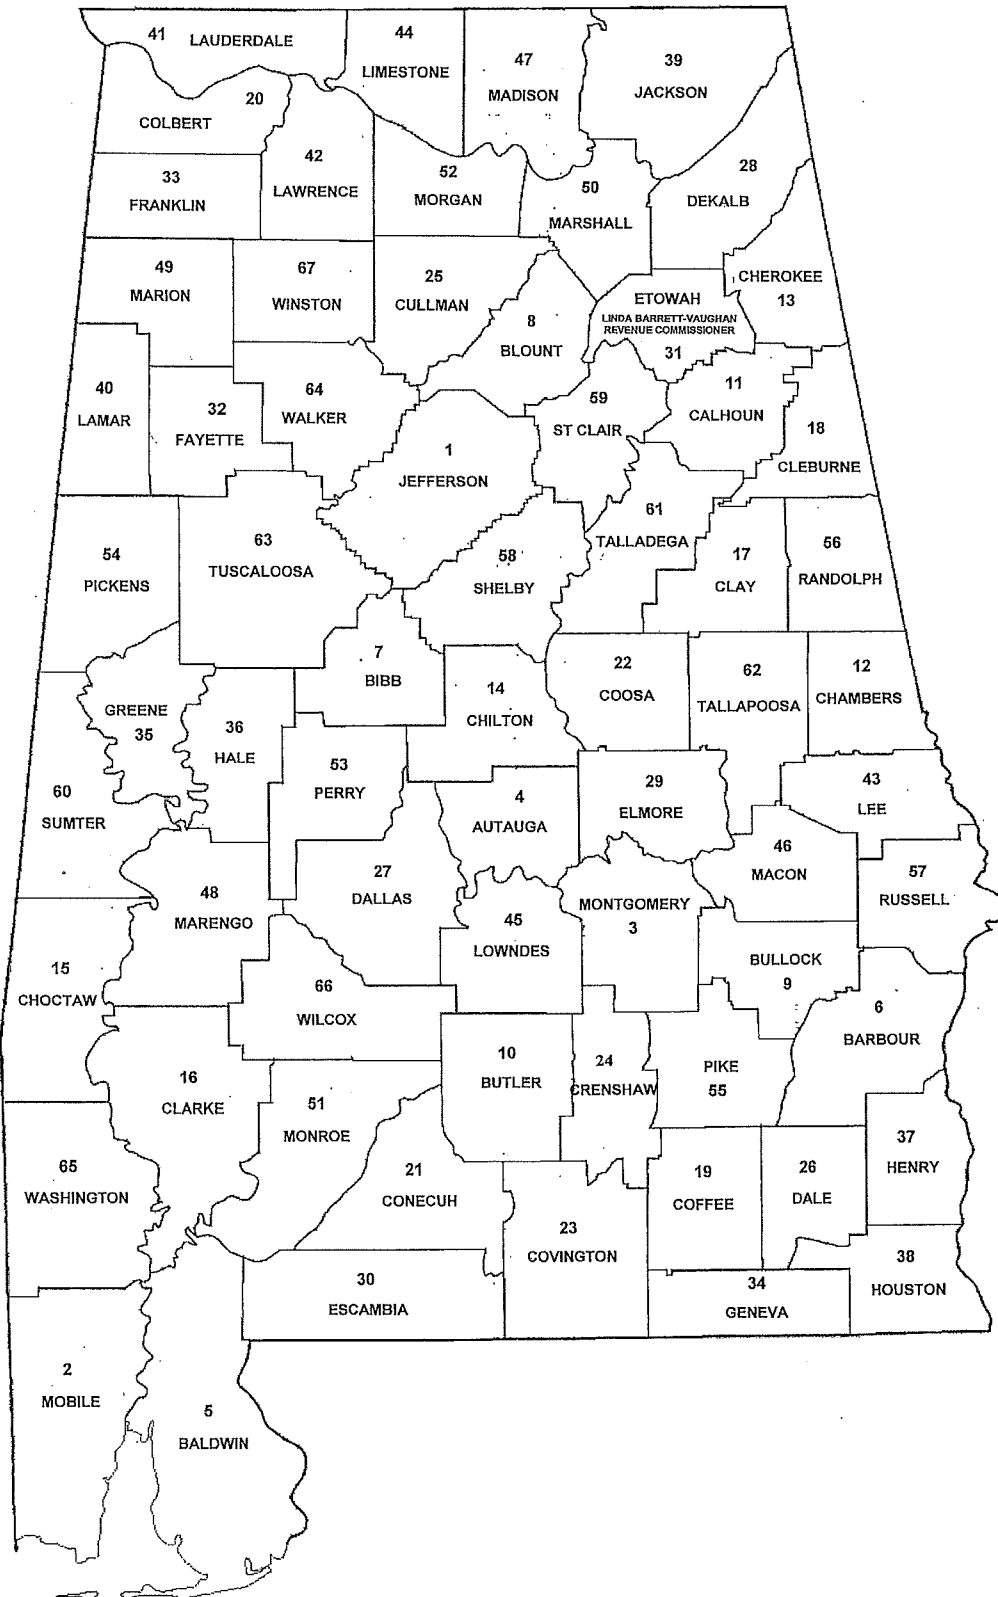 41 LAUDERDALE
44
LIMESTONE
47
MADISON
39
JACKSON
20
COLBERT
42
LAWRENCE
33
FRANKLIN
52
MORGAN
50
MARSHALL
28
DEKALB
49
MARION
67
WINSTON
25
CULLMAN
8
BLOUNT
ETOWAH
LINDA BARRETT-VAUGHAN
REVENUE COMMISSIONER
31
CHEROKEE
13
40
LAMAR
32
FAYETTE
64
WALKER
1
JEFFERSON
59
ST CLAIR
11
CALHOUN
18
CLEBURNE
54
PICKENS
63
TUSCALOOSA
58
SHELBY
61
TALLADEGA
17
CLAY
56
RANDOLPH
7
BIBB
14
CHILTON
22
COOSA
62
TALLAPOOSA
12
CHAMBERS
GREENE
35
36
HALE
53
PERRY
4
AUTAUGA
29
ELMORE
43
LEE
60
SUMTER
48
MARENGO
27
DALLAS
45
LOWNDES
MONTGOMERY
3
46
MACON
57
RUSSELL
15
CHOCTAW
66
WILCOX
BULLOCK
9
6
BARBOUR
16
CLARKE
51
MONROE
10
BUTLER
24
CRENSHAW
PIKE
55
37
HENRY
65
WASHINGTON
21
CONECUH
23
COVINGTON
19
COFFEE
26
DALE
38
HOUSTON
30
ESCAMBIA
34
GENEVA
2
MOBILE
5
BALDWIN